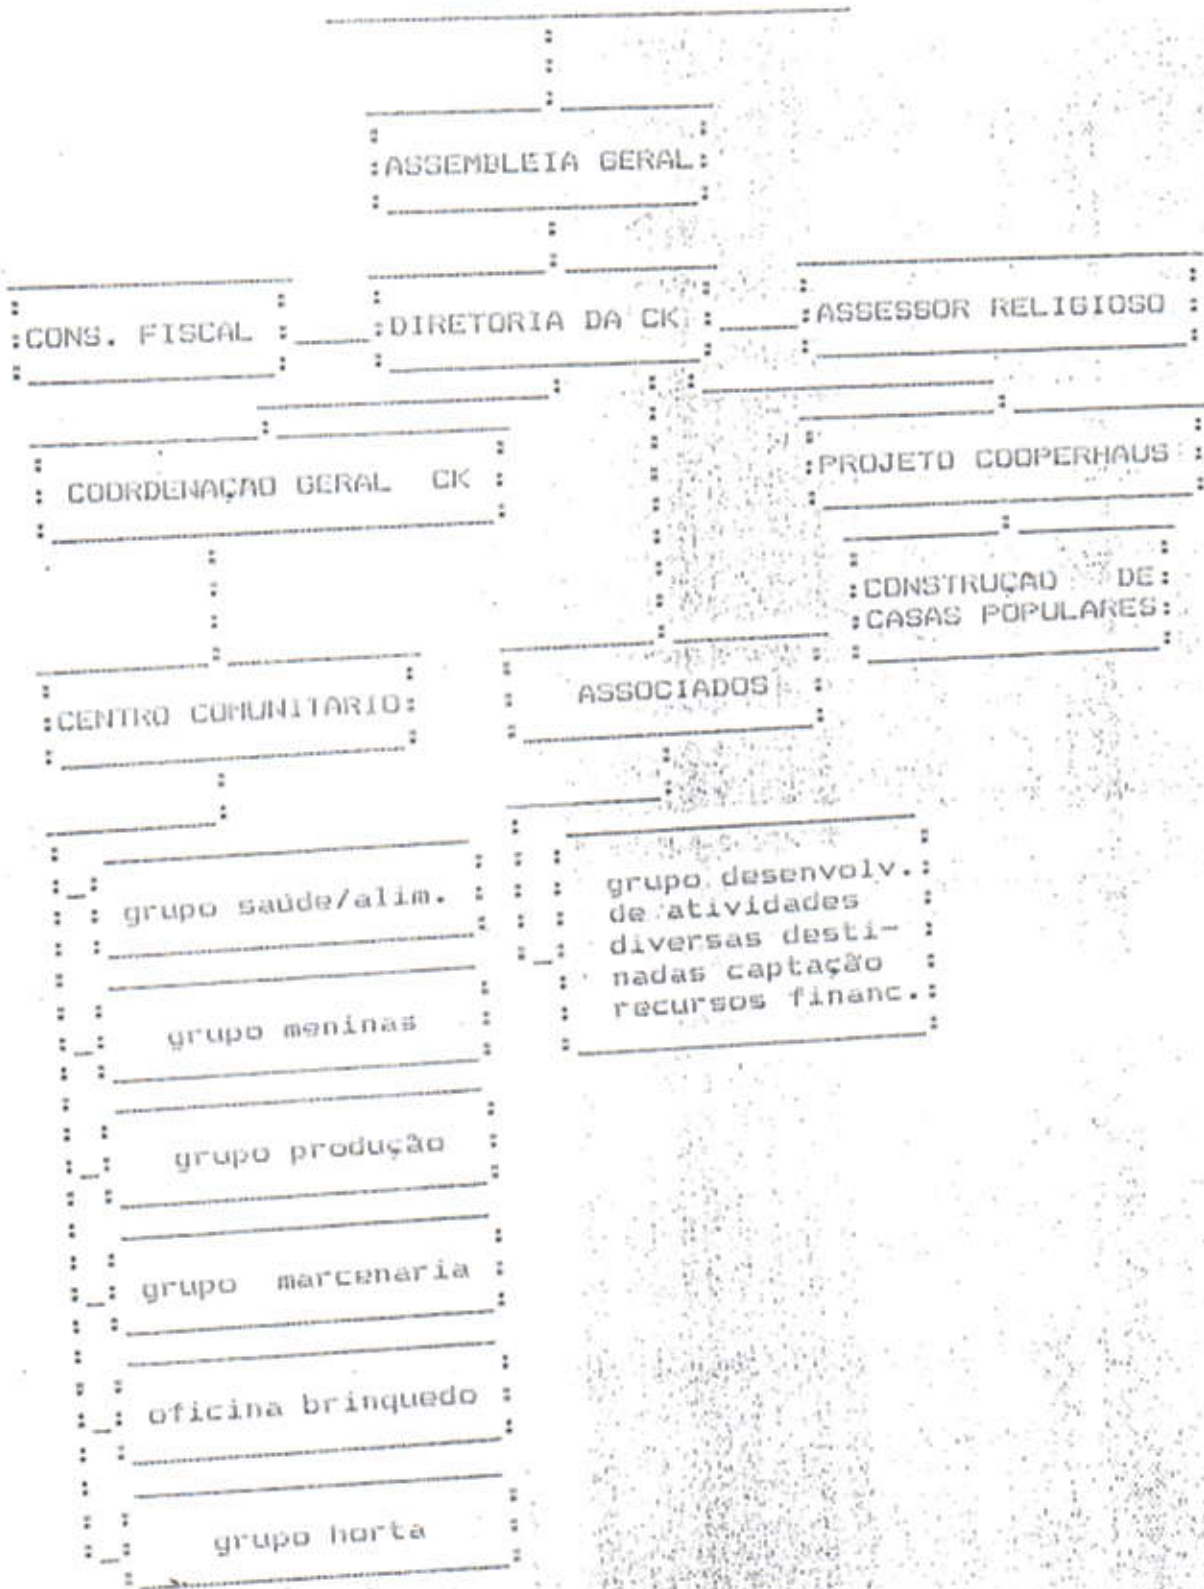 ASSEMBLEIA GERAL
CONS. FISCAL
DIRETORIA DA CK
ASSESSOR RELIGIOSO
COORDENAÇAO GERAL CK
PROJETO COOPERHAUS
CONSTRUÇAO DE
CASAS POPULARES
CENTRO COMUNITARIO
ASSOCIADOS
grupo saúde/alim.
grupo desenvolv.
de atividades
diversas desti-
nadas captação
recursos financ.
grupo meninas
grupo produção
grupo marcenaria
oficina brinquedo
grupo horta